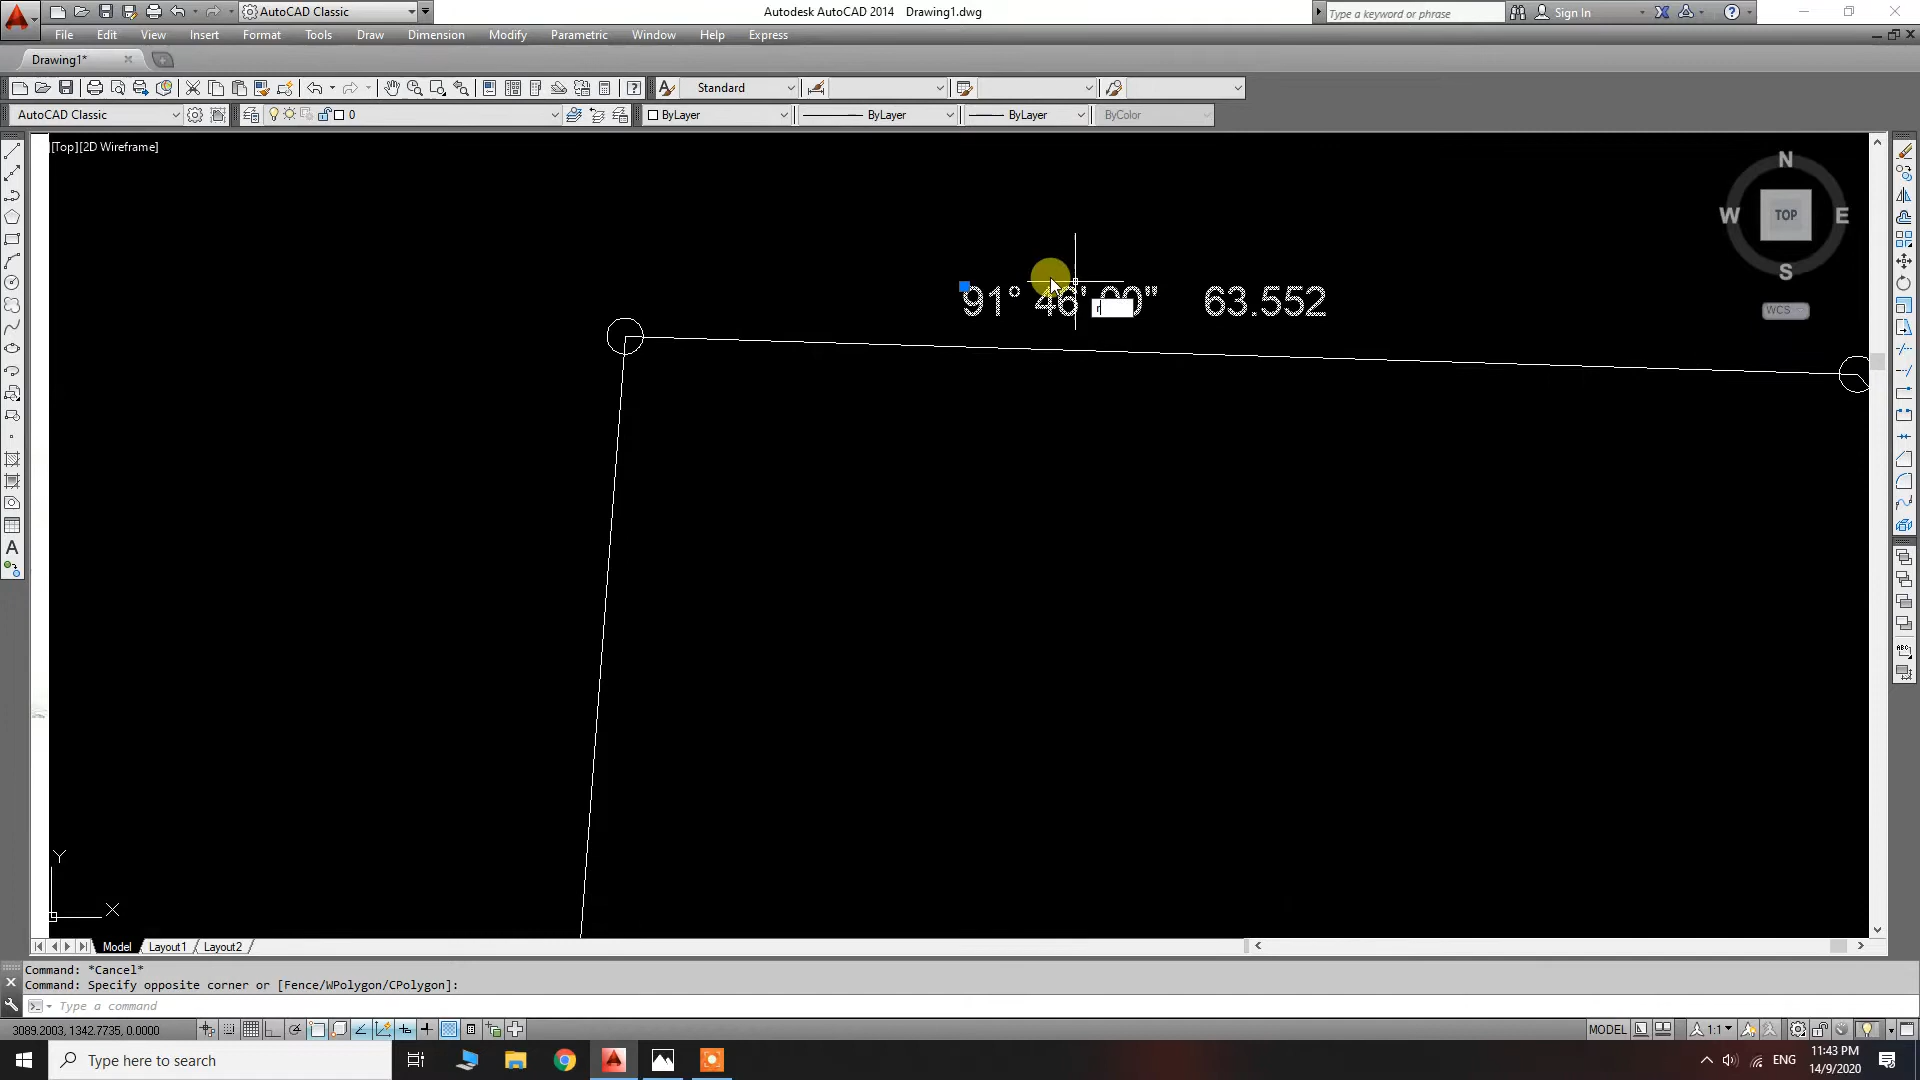 AutoCAD Classic
Autodesk AutoCAD 2014 Drawing1.dwg
Type a keyword or phrase
Sign In
File Edit View Insert Format Tools Draw Dimension Modify Parametric Window Help Express
Drawing1*
Standard
AutoCAD Classic
0
ByLayer
ByLayer
ByLayer
ByColor
[Top][2D Wireframe]
N
W
TOP
E
S
WCS
91° 46' 00" 63.552
r
Y
X
Model Layout1 Layout2
Command: *Cancel*
Command: Specify opposite corner or [Fence/WPolygon/CPolygon]:
Type a command
3089.2003, 1342.7735, 0.0000
MODEL
1:1
Type here to search
ENG
11:43 PM
14/9/2020